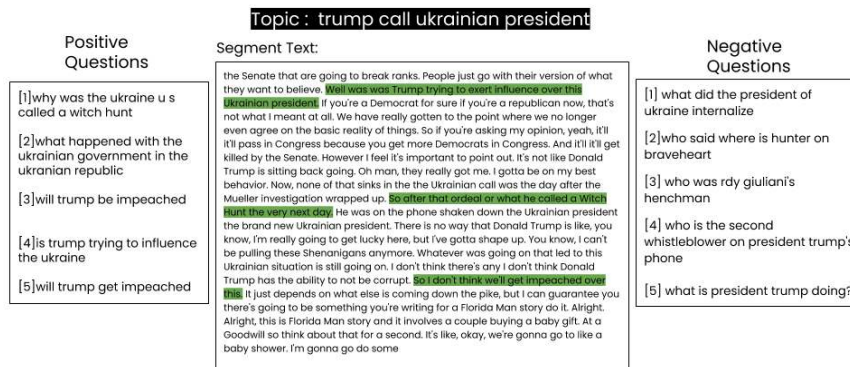 Topic : trump call ukrainian president
Positive
Questions
[1]why was the ukraine u s
called a witch hunt
[2]what happened with the
ukrainian government in the
ukranian republic
[3]will trump be impeached
[4]is trump trying to influence
the ukraine
[5]will trump get impeached
Segment Text:
the Senate that are going to break ranks. People just go with their version of what
they want to believe. Well was was Trump trying to exert influence over this
Ukrainian president. If you're a Democrat for sure if you're a republican now, that's
not what I meant at all. We have really gotten to the point where we no longer
even agree on the basic reality of things. So if you're asking my opinion, yeah, it'll
it'll pass in Congress because you get more Democrats in Congress. And it'll it'll get
killed by the Senate. However I feel it's important to point out. It's not like Donald
Trump is sitting back going. Oh man, they really got me. I gotta be on my best
behavior. Now, none of that sinks in the the Ukrainian call was the day after the
Mueller investigation wrapped up. So after that ordeal or what he called a Witch
Hunt the very next day. He was on the phone shaken down the Ukrainian president
the brand new Ukrainian president. There is no way that Donald Trump is like, you
know, I'm really going to get lucky here, but I've gotta shape up. You know, I can't
be pulling these Shenanigans anymore. Whatever was going on that led to this
Ukrainian situation is still going on. I don't think there's any I don't think Donald
Trump has the ability to not be corrupt. So I don't think we'll get impeached over
this. It just depends on what else is coming down the pike, but I can guarantee you
there's going to be something you're writing for a Florida Man story do it. Alright.
Alright, this is Florida Man story and it involves a couple buying a baby gift. At a
Goodwill so think about that for a second. It's like, okay, we're gonna go to like a
baby shower. I'm gonna go do some
Negative
Questions
[1] what did the president of
ukraine internalize
[2]who said where is hunter on
braveheart
[3] who was rdy giuliani's
henchman
[4] who is the second
whistleblower on president trump's
phone
[5] what is president trump doing?